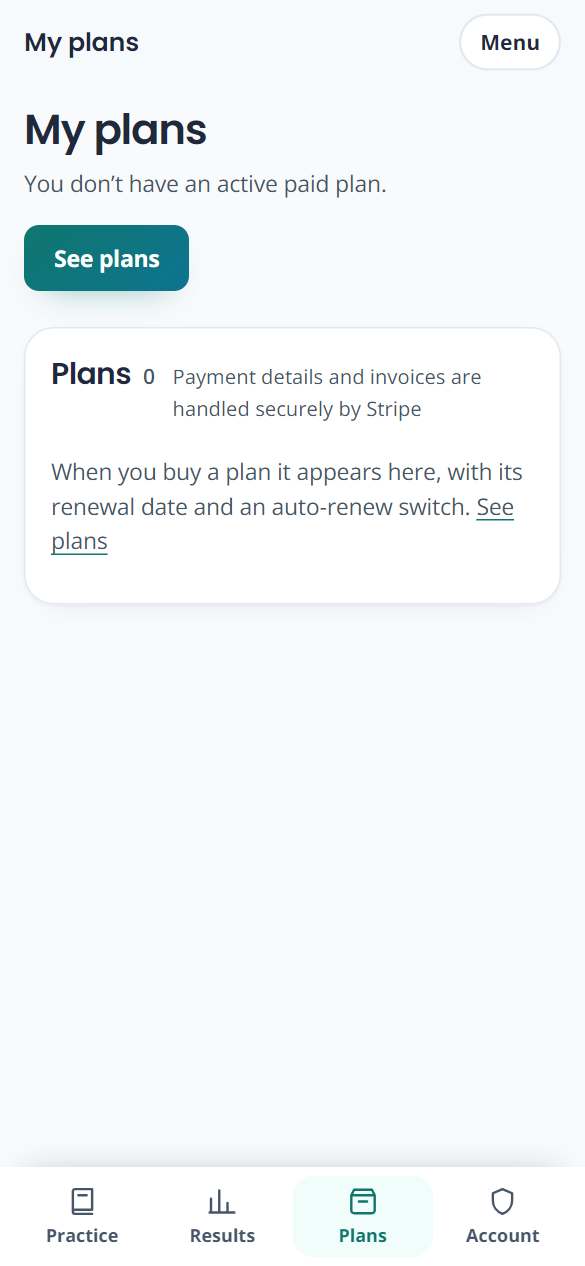 My plans
Menu
My plans
You don’t have an active paid plan.
See plans
Plans 0 Payment details and invoices are
handled securely by Stripe
When you buy a plan it appears here, with its
renewal date and an auto-renew switch. See
plans
Practice
Results
Plans
Account